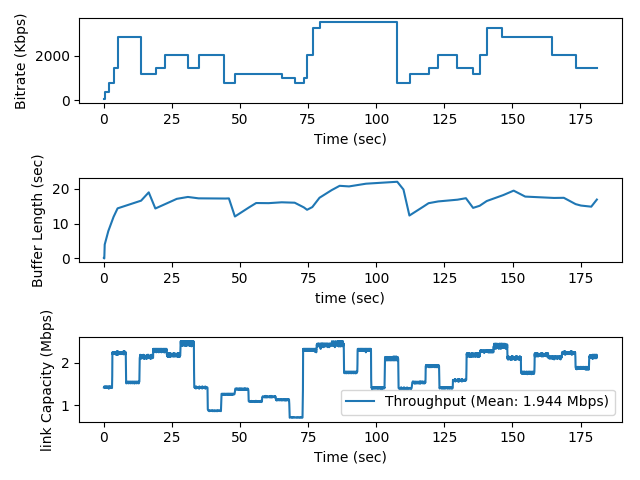 Bitrate (Kbps)
2000
0
0 25 50 75 100 125 150 175
Time (sec)
Buffer Length (sec)
20
10
0
0 25 50 75 100 125 150 175
time (sec)
link Capacity (Mbps)
2
1
Throughput (Mean: 1.944 Mbps)
0 25 50 75 100 125 150 175
Time (sec)